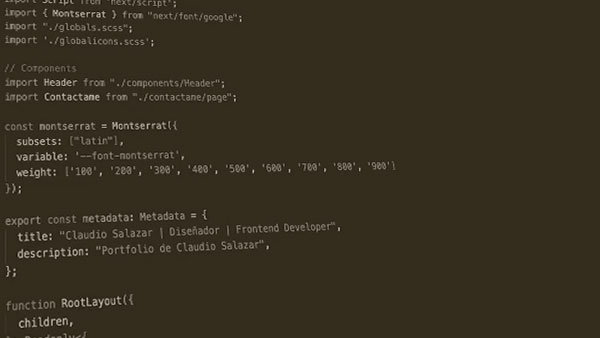 import Script from 'next/script';
import { Montserrat } from "next/font/google";
import "./globals.scss";
import './globalicons.scss';
// Components
import Header from "./components/Header";
import Contactame from "./contactame/page";
const montserrat = Montserrat({
subsets: ["latin"],
variable: '--font-montserrat',
weight: ['100', '200', '300', '400', '500', '600', '700', '800', '900']
});
export const metadata: Metadata = {
title: "Claudio Salazar | Diseñador | Frontend Developer",
description: "Portfolio de Claudio Salazar",
};
function RootLayout({
children,
}: Readonly<{